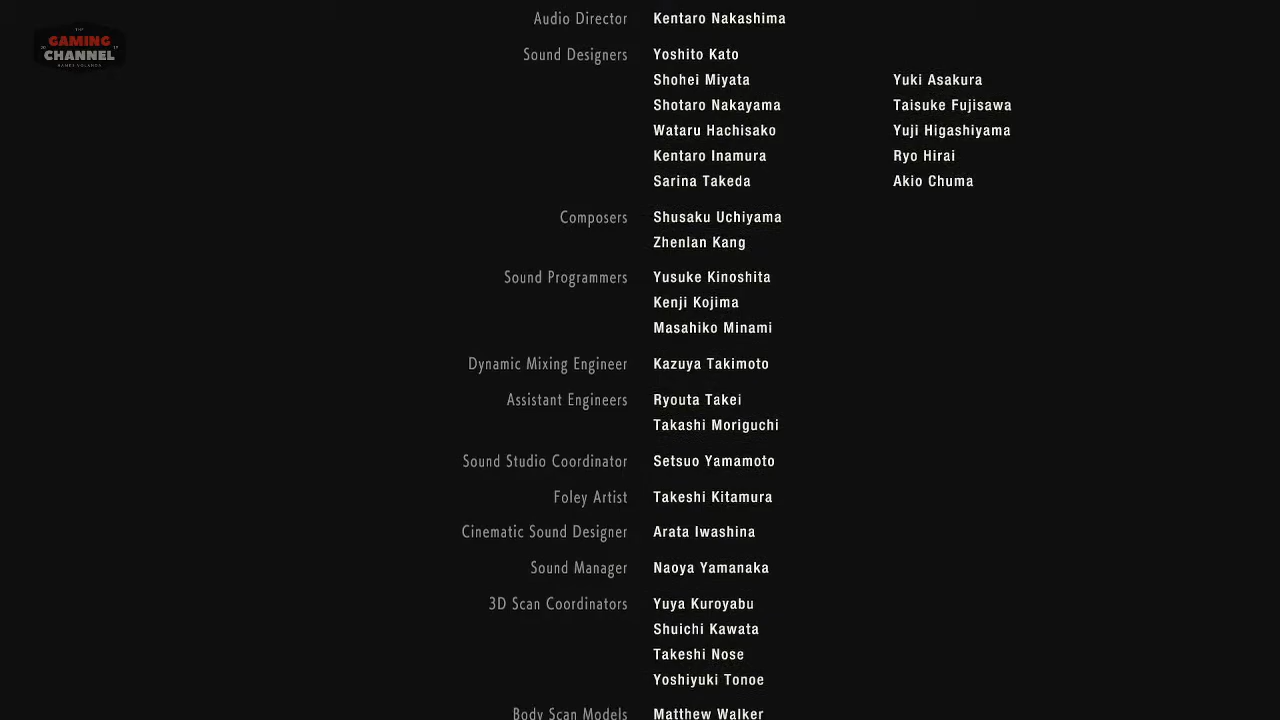 THE
GAMING
CHANNEL
Audio Director Kentaro Nakashima
Sound Designers Yoshito Kato
Shohei Miyata Yuki Asakura
Shotaro Nakayama Taisuke Fujisawa
Wataru Hachisako Yuji Higashiyama
Kentaro Inamura Ryo Hirai
Sarina Takeda Akio Chuma
Composers Shusaku Uchiyama
Zhenlan Kang
Sound Programmers Yusuke Kinoshita
Kenji Kojima
Masahiko Minami
Dynamic Mixing Engineer Kazuya Takimoto
Assistant Engineers Ryouta Takei
Takashi Moriguchi
Sound Studio Coordinator Setsuo Yamamoto
Foley Artist Takeshi Kitamura
Cinematic Sound Designer Arata Iwashina
Sound Manager Naoya Yamanaka
3D Scan Coordinators Yuya Kuroyabu
Shuichi Kawata
Takeshi Nose
Yoshiyuki Tonoe
Body Scan Models Matthew Walker